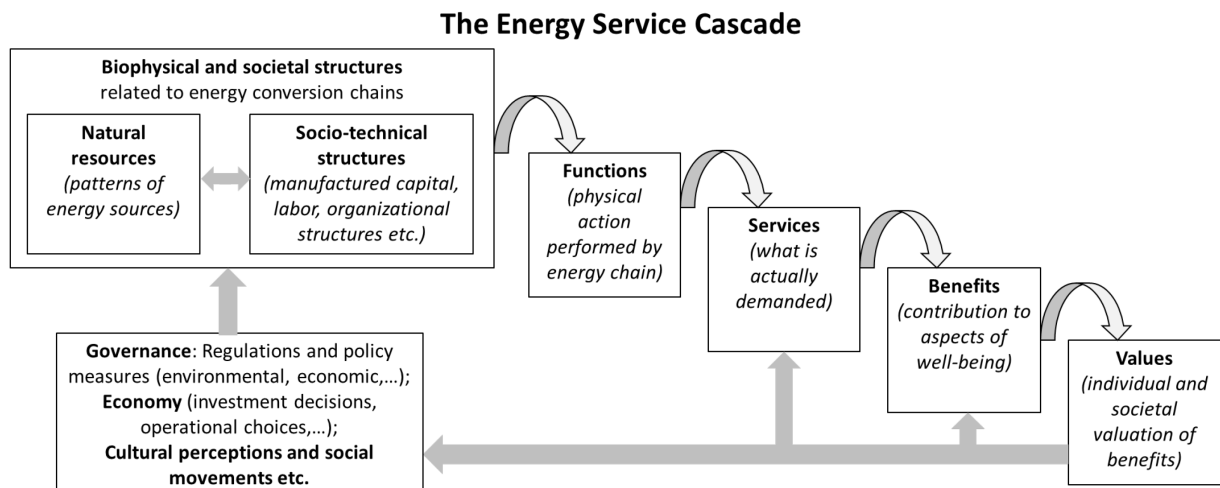 The Energy Service Cascade
Biophysical and societal structures
related to energy conversion chains
Natural
resources
(patterns of
energy sources)
Socio-technical
structures
(manufactured capital,
labor, organizational
structures etc.)
Functions
(physical
action
performed by
energy chain)
Services
(what is
actually
demanded)
Benefits
(contribution to
aspects of
well-being)
Values
(individual and
societal
valuation of
benefits)
Governance: Regulations and policy
measures (environmental, economic,...);
Economy (investment decisions,
operational choices,...);
Cultural perceptions and social
movements etc.